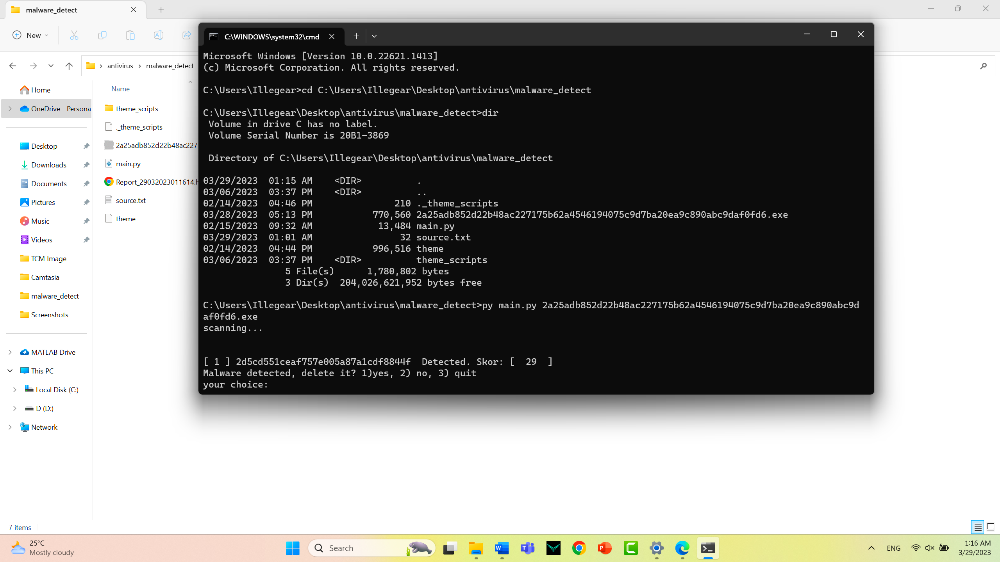 malware_detect
New
antivirus
malware_detect
Home
OneDrive - Persona
Desktop
Downloads
Documents
Pictures
Music
Videos
TCM Image
Camtasia
malware_detect
Screenshots
MATLAB Drive
This PC
Local Disk (C:)
D (D:)
Network
Name
theme_scripts
._theme_scripts
2a25adb852d22b48ac227
main.py
Report_29032023011614.h
source.txt
theme
7 items
C:\WINDOWS\system32\cmd.
Microsoft Windows [Version 10.0.22621.1413]
(c) Microsoft Corporation. All rights reserved.
C:\Users\Illegear>cd C:\Users\Illegear\Desktop\antivirus\malware_detect
C:\Users\Illegear\Desktop\antivirus\malware_detect>dir
Volume in drive C has no label.
Volume Serial Number is 20B1-3869
Directory of C:\Users\Illegear\Desktop\antivirus\malware_detect
03/29/2023  01:15 AM    <DIR>          .
03/06/2023  03:37 PM    <DIR>          ..
02/14/2023  04:46 PM               210 ._theme_scripts
03/28/2023  05:13 PM           770,560 2a25adb852d22b48ac227175b62a4546194075c9d7ba20ea9c890abc9daf0fd6.exe
02/15/2023  09:32 AM            13,484 main.py
03/29/2023  01:01 AM                32 source.txt
02/14/2023  04:44 PM           996,516 theme
03/06/2023  03:37 PM    <DIR>          theme_scripts
5 File(s)      1,780,802 bytes
3 Dir(s)  204,026,621,952 bytes free
C:\Users\Illegear\Desktop\antivirus\malware_detect>py main.py 2a25adb852d22b48ac227175b62a4546194075c9d7ba20ea9c890abc9d
af0fd6.exe
scanning...
[ 1 ] 2d5cd551ceaf757e005a87a1cdf8844f  Detected. Skor: [  29  ]
Malware detected, delete it? 1)yes, 2) no, 3) quit
your choice:
25°C
Mostly cloudy
Search
ENG
1:16 AM
3/29/2023